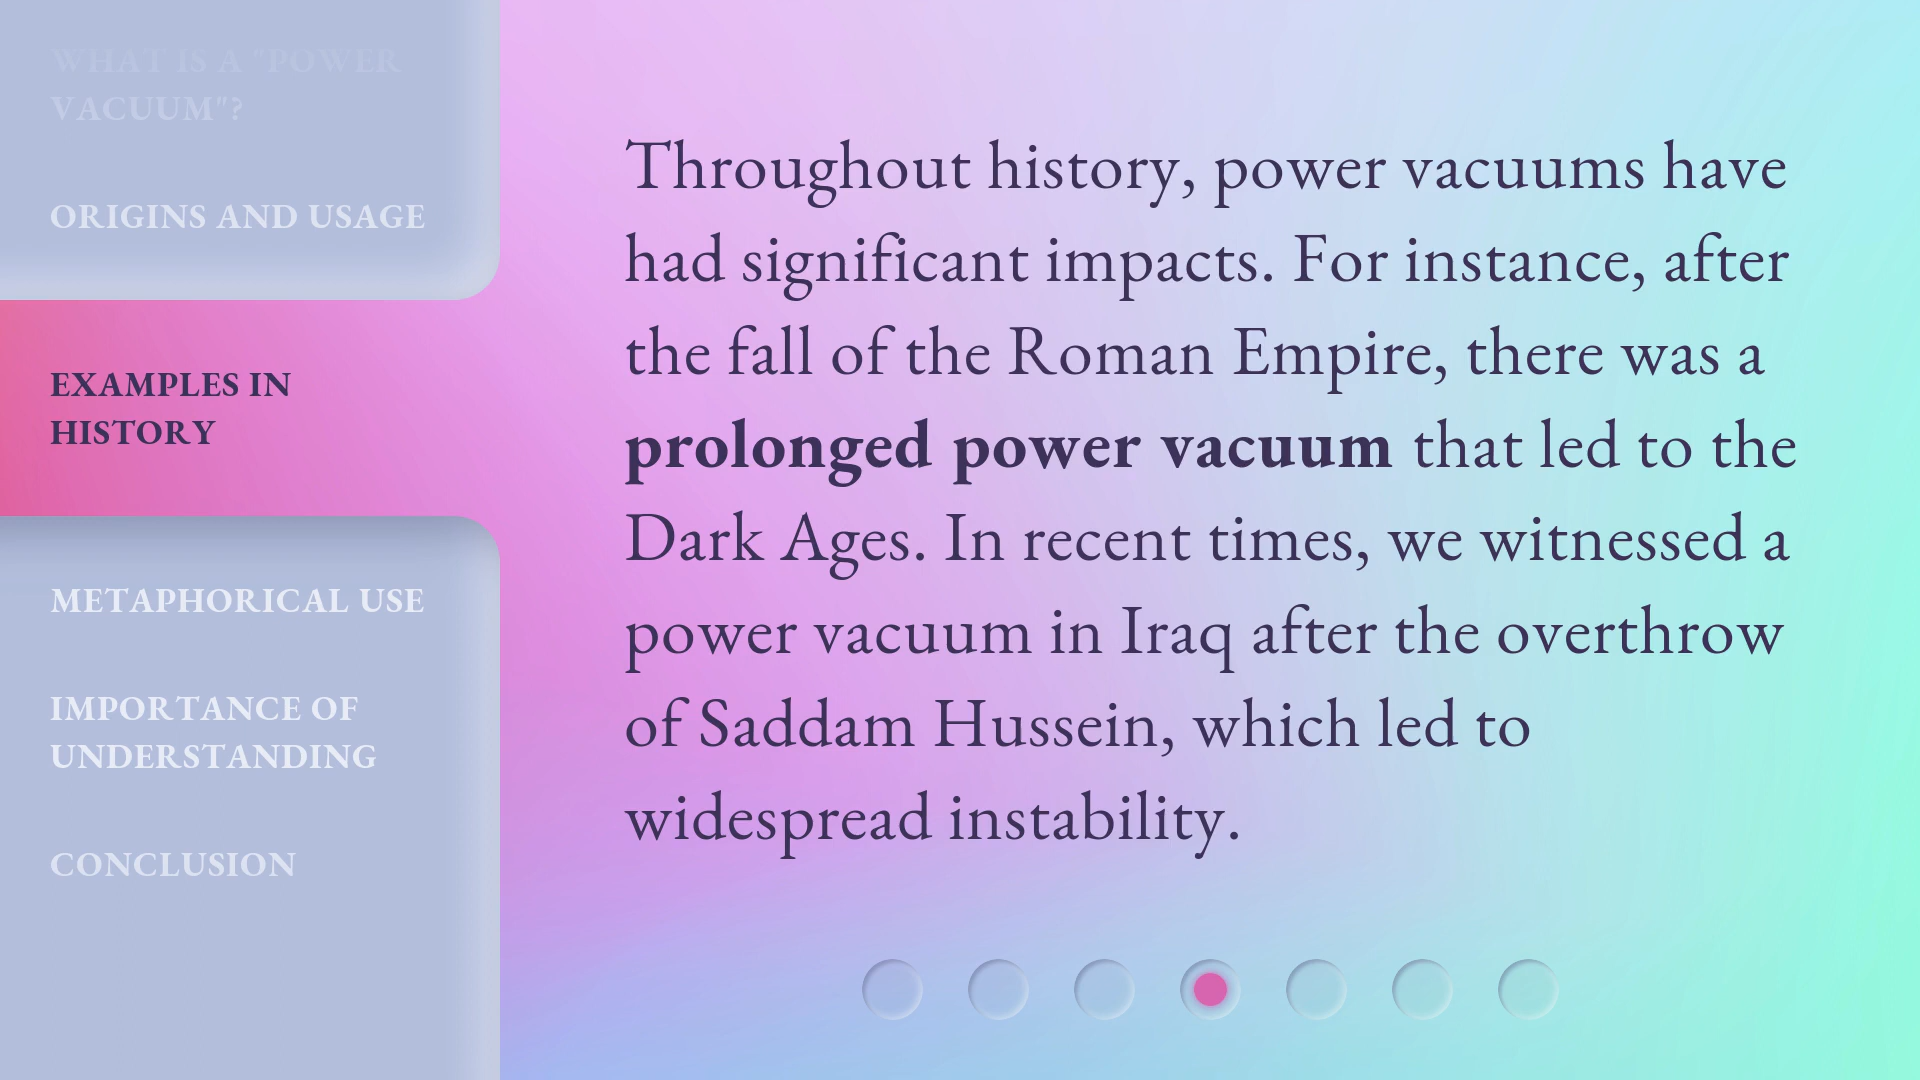 WHAT IS A "POWER
VACUUM"?
ORIGINS AND USAGE
EXAMPLES IN
HISTORY
METAPHORICAL USE
IMPORTANCE OF
UNDERSTANDING
CONCLUSION
Throughout history, power vacuums have
had significant impacts. For instance, after
the fall of the Roman Empire, there was a
prolonged power vacuum that led to the
Dark Ages. In recent times, we witnessed a
power vacuum in Iraq after the overthrow
of Saddam Hussein, which led to
widespread instability.